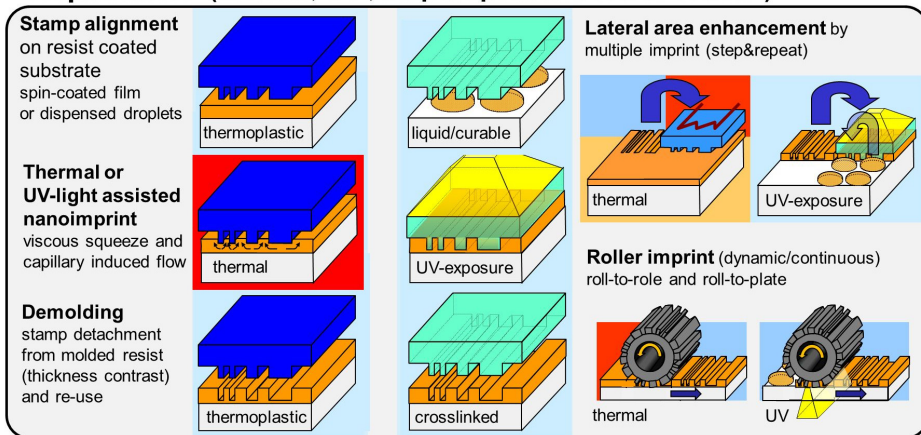 Stamp alignment
on resist coated
substrate
spin-coated film
or dispensed droplets
thermoplastic
liquid/curable
Thermal or
UV-light assisted
nanoimprint
viscous squeeze and
capillary induced flow
thermal
UV-exposure
Demolding
stamp detachment
from molded resist
(thickness contrast)
and re-use
thermoplastic
crosslinked
Lateral area enhancement by
multiple imprint (step&repeat)
thermal
UV-exposure
Roller imprint (dynamic/continuous)
roll-to-role and roll-to-plate
thermal
UV